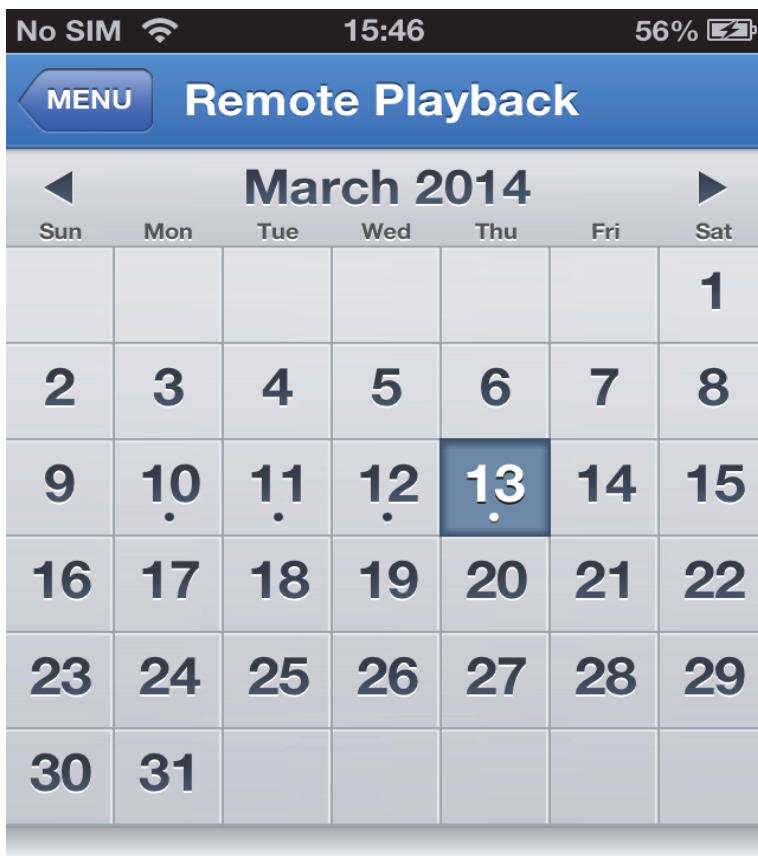 No SIM 15:46 56%
MENU Remote Playback
March 2014
Sun Mon Tue Wed Thu Fri Sat
1
2 3 4 5 6 7 8
9 10 11 12 13 14 15
16 17 18 19 20 21 22
23 24 25 26 27 28 29
30 31